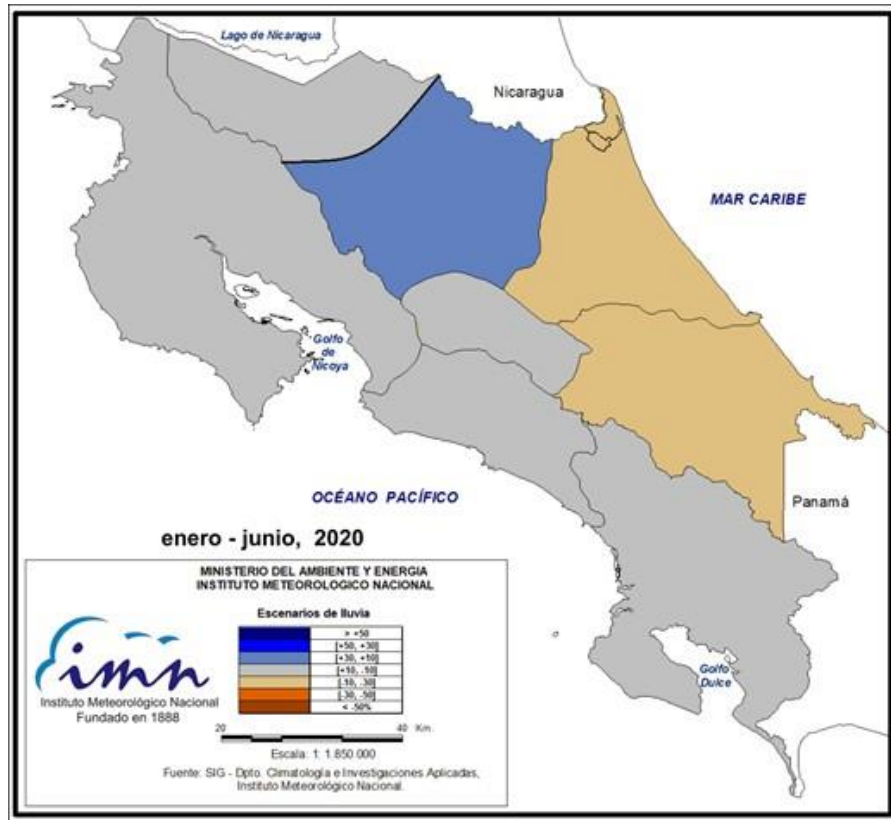 Lago de Nicaragua
Nicaragua
MAR CARIBE
Golfo
de
Nicoya
OCÉANO PACÍFICO
Panamá
enero - junio, 2020
MINISTERIO DEL AMBIENTE Y ENERGIA
INSTITUTO METEOROLOGICO NACIONAL
Escenarios de lluvia
> +50
[+50, +30]
[+30, +10]
[+10, -10]
[-10, -30]
[-30, -50]
< -50%
imn
Instituto Meteorológico Nacional
Fundado en 1888
20 40 Km.
Escala: 1: 1.850.000
Fuente: SIG - Dpto. Climatología e Investigaciones Aplicadas,
Instituto Meteorológico Nacional.
Golfo
Dulce